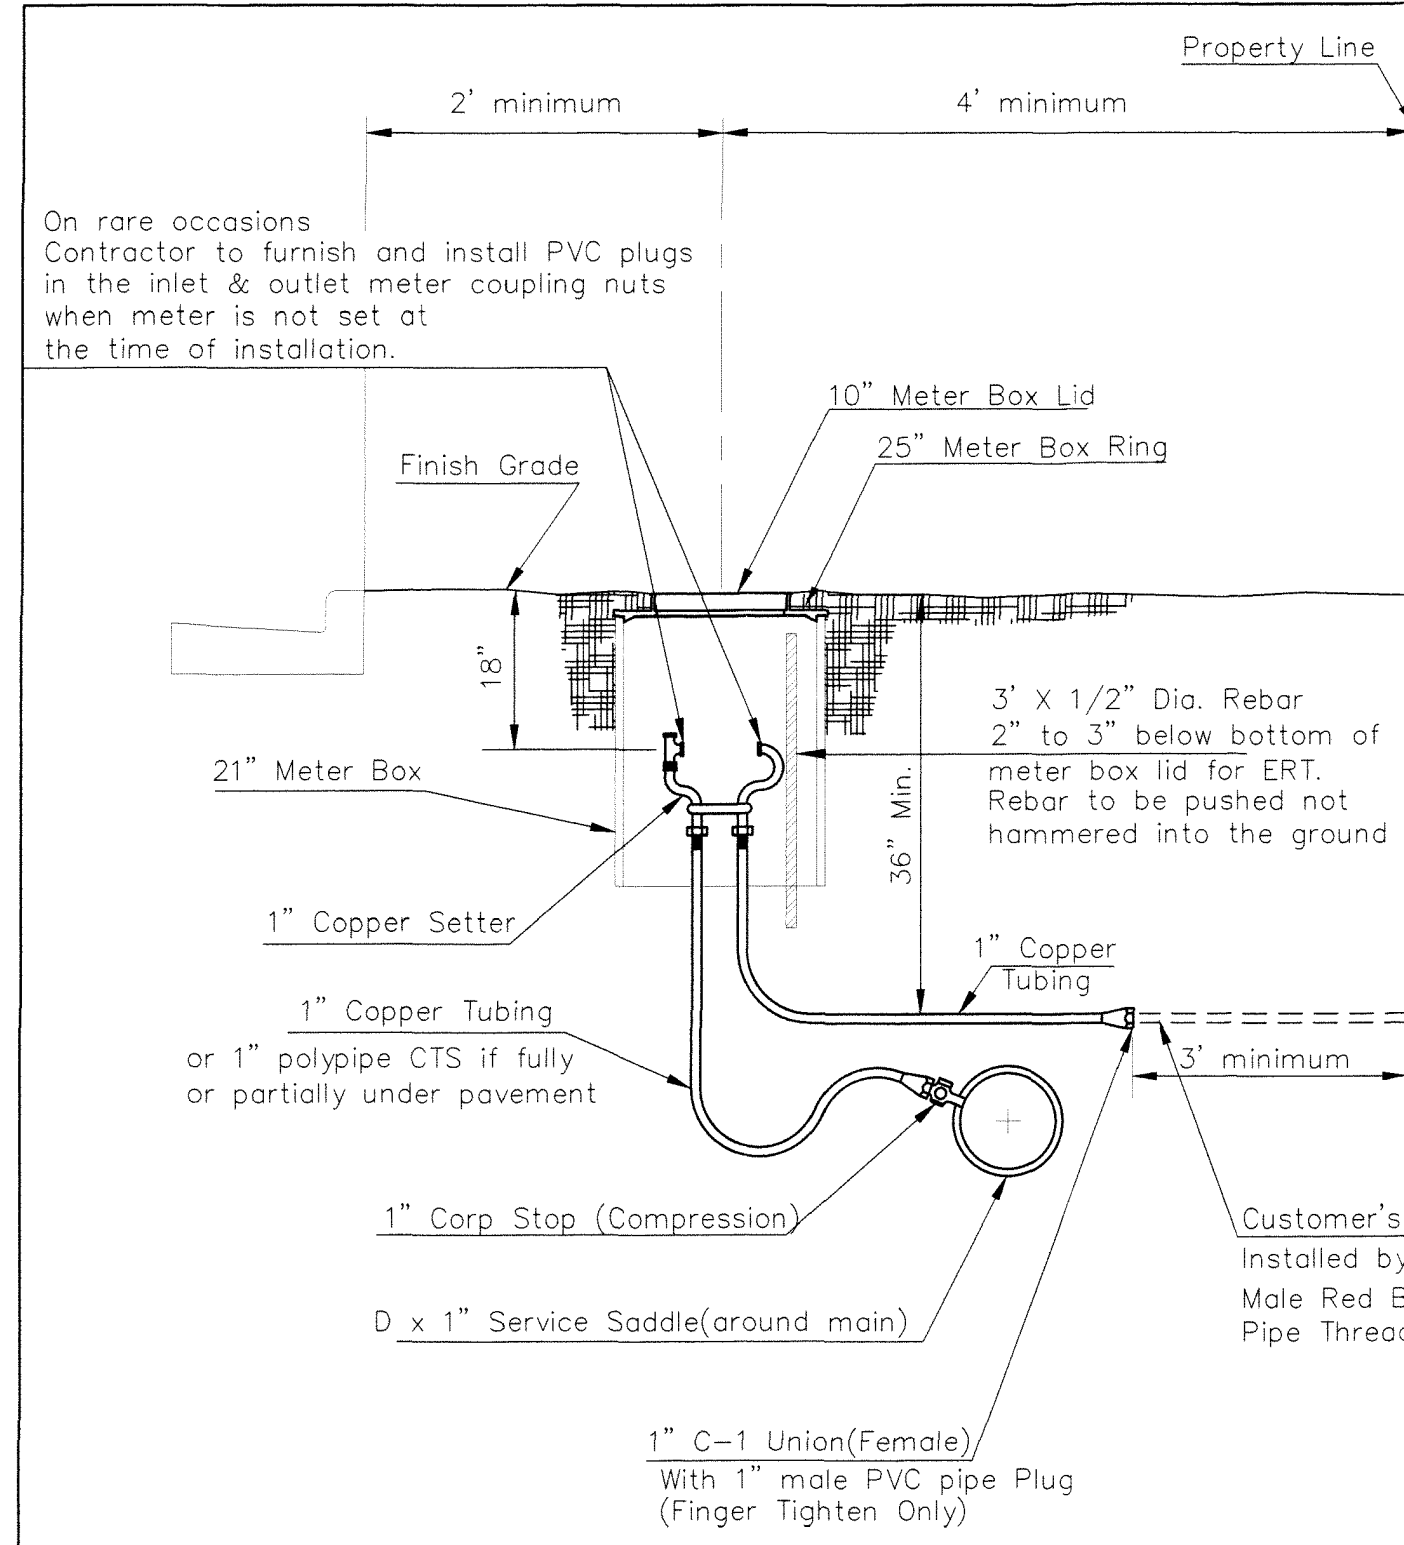 Property Line
2' minimum
4' minimum
On rare occasions
Contractor to furnish and install PVC plugs
in the inlet & outlet meter coupling nuts
when meter is not set at
the time of installation.
10" Meter Box Lid
25" Meter Box Ring
Finish Grade
18"
3' X 1/2" Dia. Rebar
2" to 3" below bottom of
meter box lid for ERT.
Rebar to be pushed not
hammered into the ground
21" Meter Box
36" Min.
1" Copper Setter
1" Copper
Tubing
1" Copper Tubing
or 1" polypipe CTS if fully
or partially under pavement
3' minimum
1" Corp Stop (Compression)
Customer's
Installed by
Male Red B
Pipe Threa
D x 1" Service Saddle(around main)
1" C-1 Union(Female)
With 1" male PVC pipe Plug
(Finger Tighten Only)